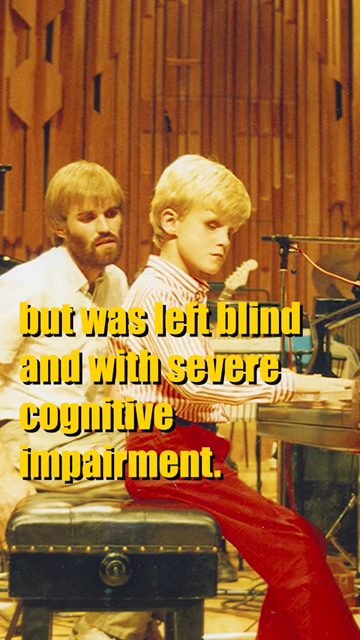 but was left blind
and with severe
cognitive
impairment.